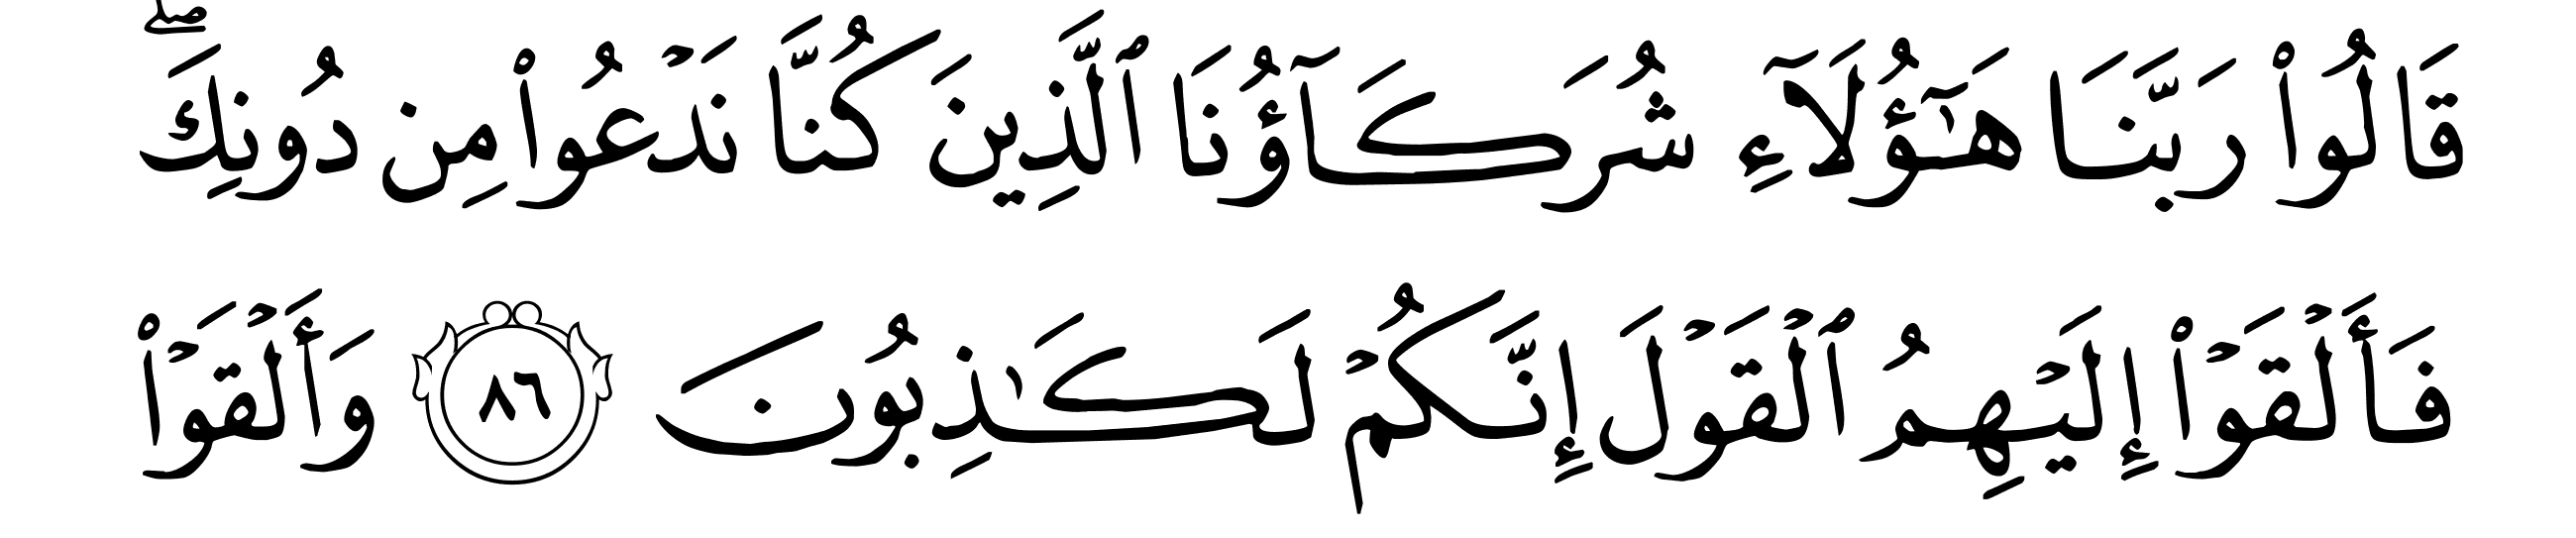 قَالُوا۟ رَبَّنَا هَـٰٓؤُلَآءِ شُرَكَآؤُنَا ٱلَّذِينَ كُنَّا نَدْعُوا۟ مِن دُونِكَۖ
فَأَلْقَوْا۟ إِلَيْهِمُ ٱلْقَوْلَ إِنَّكُمْ لَكَـٰذِبُونَ ٨٦ وَأَلْقَوْا۟